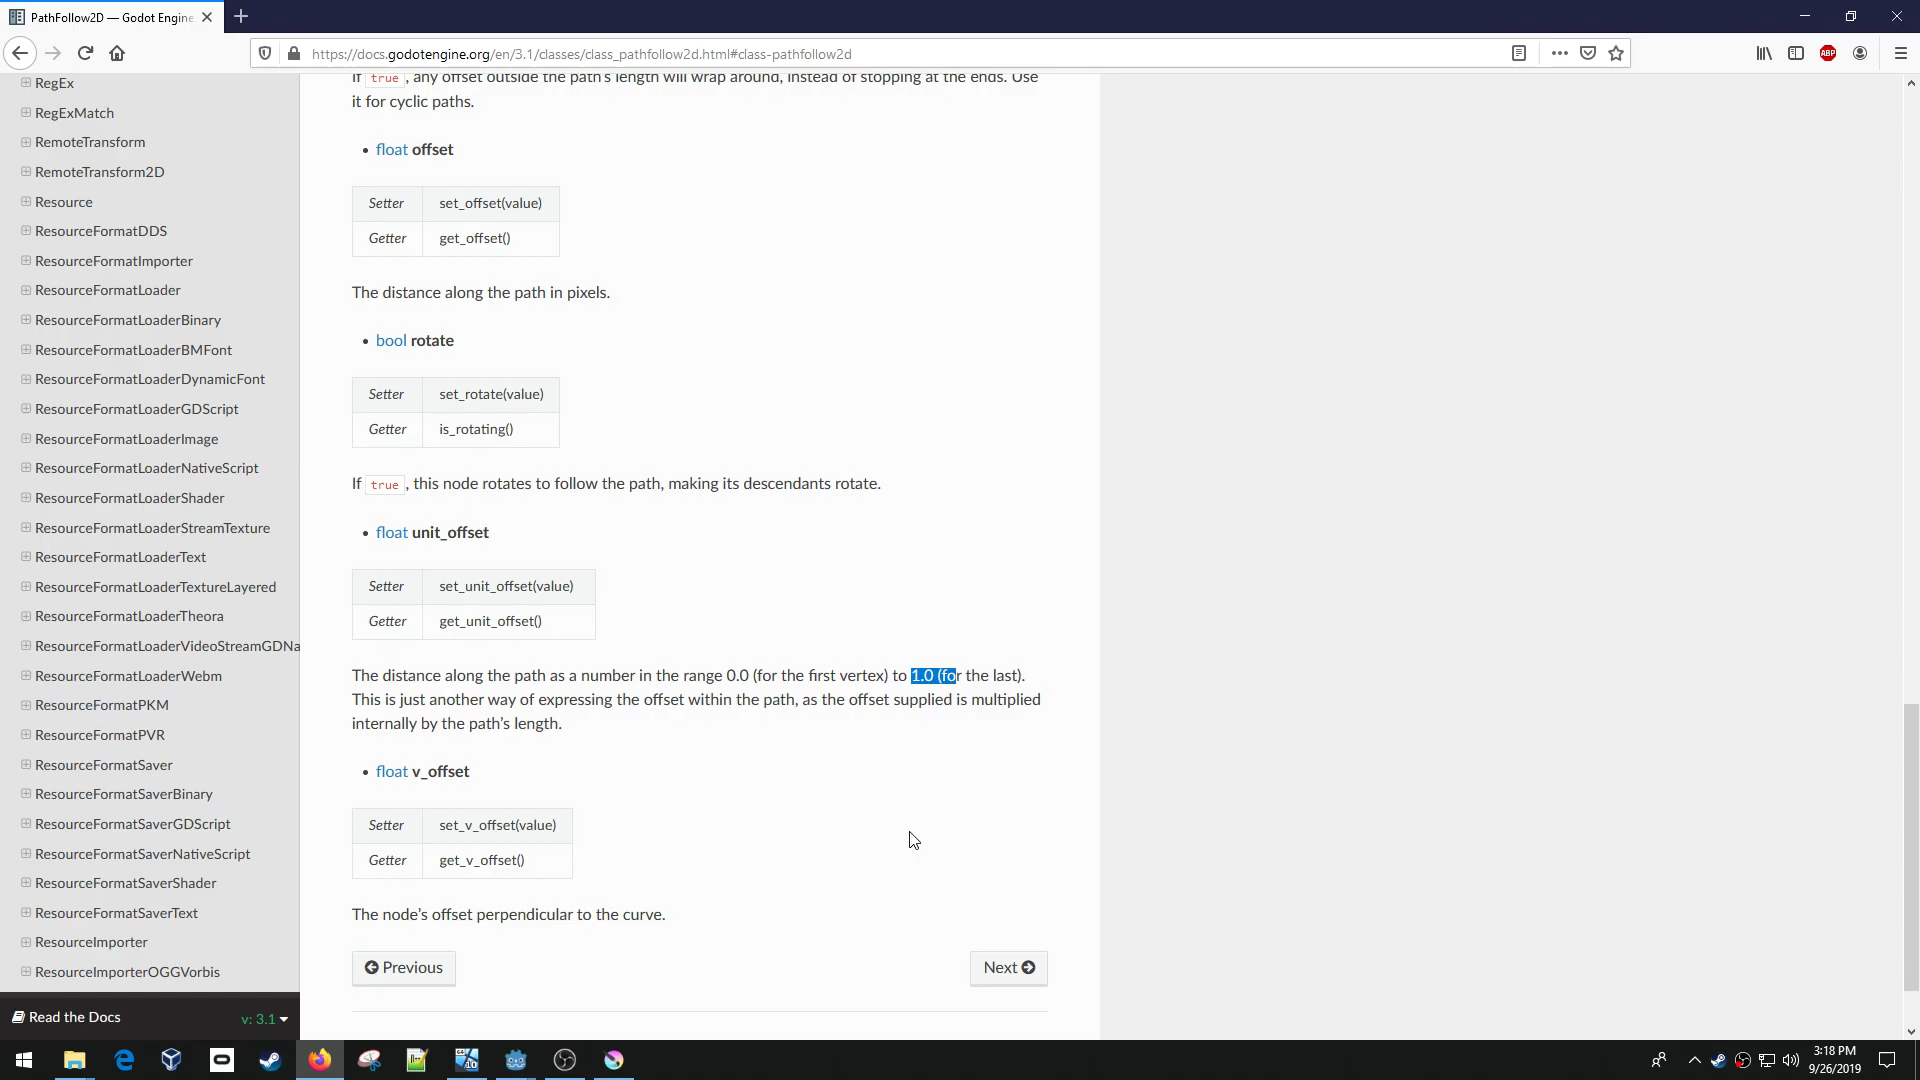 PathFollow2D — Godot Engine
https://docs.godotengine.org/en/3.1/classes/class_pathfollow2d.html#class-pathfollow2d
ABP
RegEx
RegExMatch
RemoteTransform
RemoteTransform2D
Resource
ResourceFormatDDS
ResourceFormatImporter
ResourceFormatLoader
ResourceFormatLoaderBinary
ResourceFormatLoaderBMFont
ResourceFormatLoaderDynamicFont
ResourceFormatLoaderGDScript
ResourceFormatLoaderImage
ResourceFormatLoaderNativeScript
ResourceFormatLoaderShader
ResourceFormatLoaderStreamTexture
ResourceFormatLoaderText
ResourceFormatLoaderTextureLayered
ResourceFormatLoaderTheora
ResourceFormatLoaderVideoStreamGDNa
ResourceFormatLoaderWebm
ResourceFormatPKM
ResourceFormatPVR
ResourceFormatSaver
ResourceFormatSaverBinary
ResourceFormatSaverGDScript
ResourceFormatSaverNativeScript
ResourceFormatSaverShader
ResourceFormatSaverText
ResourceImporter
ResourceImporterOGGVorbis
Read the Docs v: 3.1
If true, any offset outside the path's length will wrap around, instead of stopping at the ends. Use
it for cyclic paths.
• float offset
Setter set_offset(value)
Getter get_offset()
The distance along the path in pixels.
• bool rotate
Setter set_rotate(value)
Getter is_rotating()
If true, this node rotates to follow the path, making its descendants rotate.
• float unit_offset
Setter set_unit_offset(value)
Getter get_unit_offset()
The distance along the path as a number in the range 0.0 (for the first vertex) to 1.0 (for the last).
This is just another way of expressing the offset within the path, as the offset supplied is multiplied
internally by the path's length.
• float v_offset
Setter set_v_offset(value)
Getter get_v_offset()
The node's offset perpendicular to the curve.
Previous
Next
3:18 PM
9/26/2019